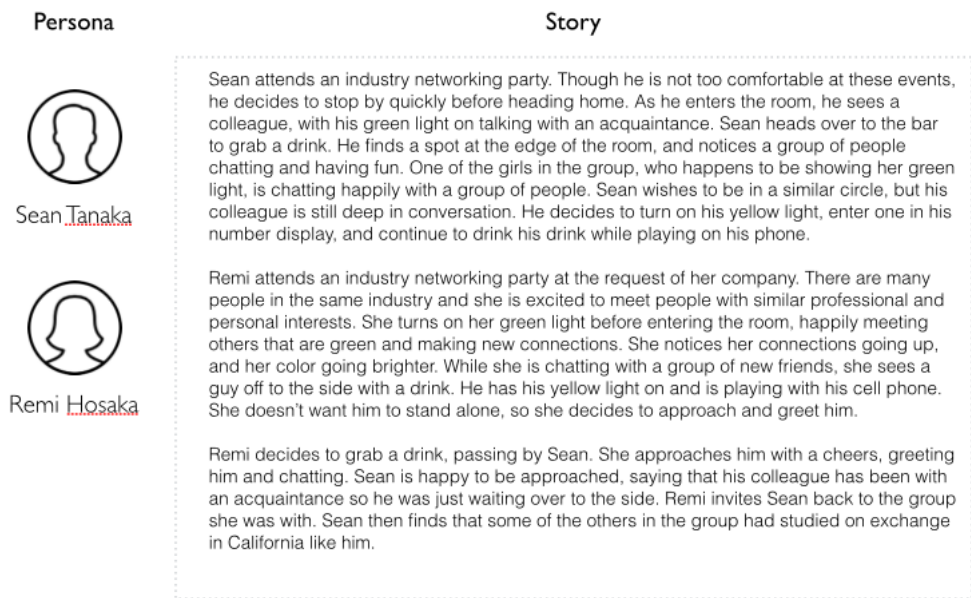 Persona
Story
Sean Tanaka
Sean attends an industry networking party. Though he is not too comfortable at these events,
he decides to stop by quickly before heading home. As he enters the room, he sees a
colleague, with his green light on talking with an acquaintance. Sean heads over to the bar
to grab a drink. He finds a spot at the edge of the room, and notices a group of people
chatting and having fun. One of the girls in the group, who happens to be showing her green
light, is chatting happily with a group of people. Sean wishes to be in a similar circle, but his
colleague is still deep in conversation. He decides to turn on his yellow light, enter one in his
number display, and continue to drink his drink while playing on his phone.
Remi Hosaka
Remi attends an industry networking party at the request of her company. There are many
people in the same industry and she is excited to meet people with similar professional and
personal interests. She turns on her green light before entering the room, happily meeting
others that are green and making new connections. She notices her connections going up,
and her color going brighter. While she is chatting with a group of new friends, she sees a
guy off to the side with a drink. He has his yellow light on and is playing with his cell phone.
She doesn't want him to stand alone, so she decides to approach and greet him.
Remi decides to grab a drink, passing by Sean. She approaches him with a cheers, greeting
him and chatting. Sean is happy to be approached, saying that his colleague has been with
an acquaintance so he was just waiting over to the side. Remi invites Sean back to the group
she was with. Sean then finds that some of the others in the group had studied on exchange
in California like him.